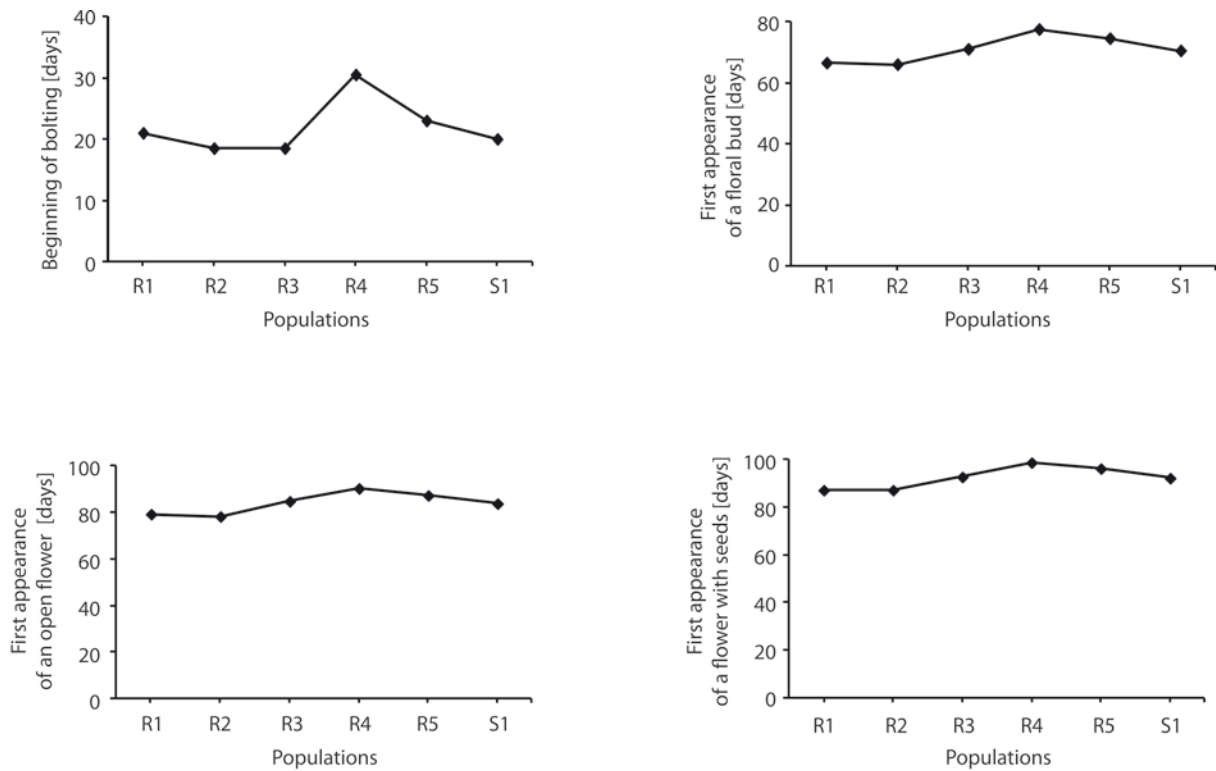 Beginning of bolting [days]
40
30
20
10
0
R1 R2 R3 R4 R5 S1
Populations
First appearance
of a floral bud [days]
80
60
40
20
0
R1 R2 R3 R4 R5 S1
Populations
First appearance
of an open flower [days]
100
80
60
40
20
0
R1 R2 R3 R4 R5 S1
Populations
First appearance
of a flower with seeds [days]
100
80
60
40
20
0
R1 R2 R3 R4 R5 S1
Populations